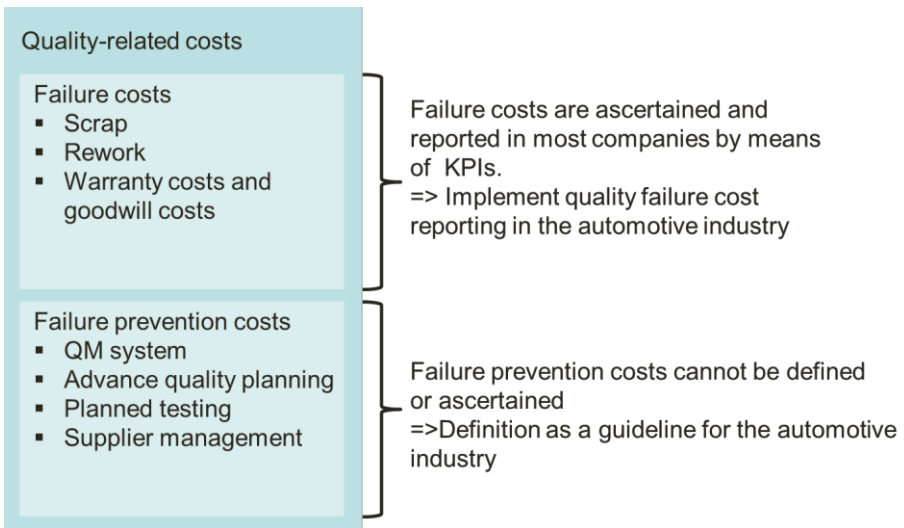 Quality-related costs
Failure costs
▪ Scrap
▪ Rework
▪ Warranty costs and
goodwill costs
Failure costs are ascertained and
reported in most companies by means
of  KPIs.
=> Implement quality failure cost
reporting in the automotive industry
Failure prevention costs
▪ QM system
▪ Advance quality planning
▪ Planned testing
▪ Supplier management
Failure prevention costs cannot be defined
or ascertained
=>Definition as a guideline for the automotive
industry